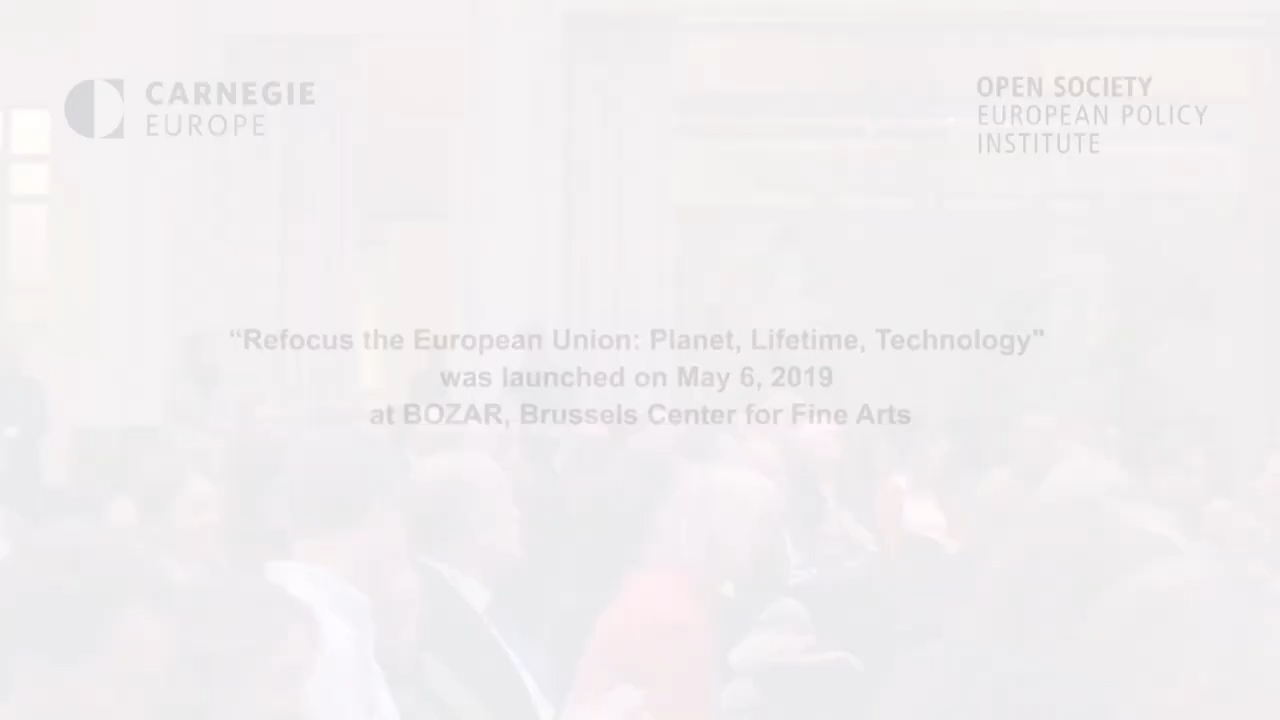 CARNEGIE
EUROPE
OPEN SOCIETY
EUROPEAN POLICY
INSTITUTE
“Refocus the European Union: Planet, Lifetime, Technology"
was launched on May 6, 2019
at BOZAR, Brussels Center for Fine Arts